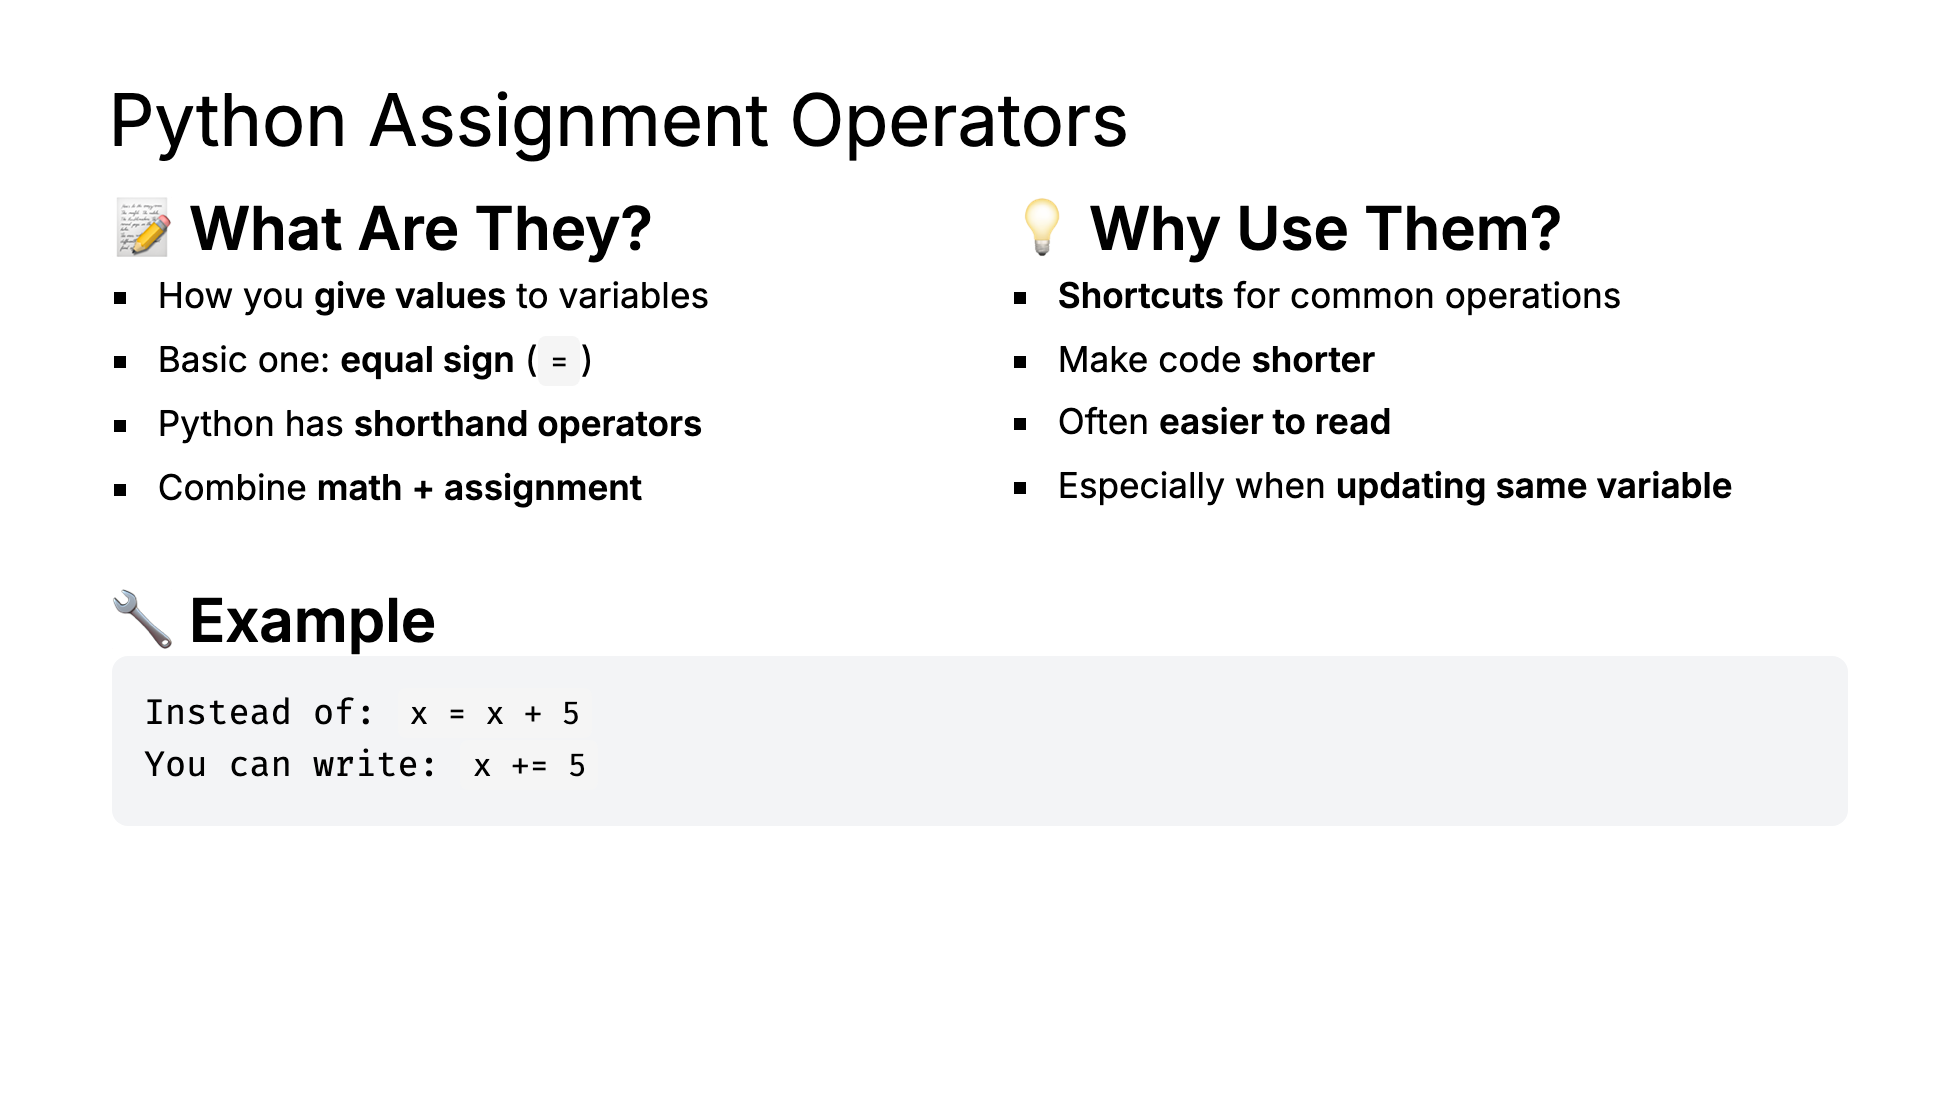 Python Assignment Operators
What Are They?
How you give values to variables
Basic one: equal sign ( = )
Python has shorthand operators
Combine math + assignment
Why Use Them?
Shortcuts for common operations
Make code shorter
Often easier to read
Especially when updating same variable
Example
Instead of: x = x + 5
You can write: x += 5